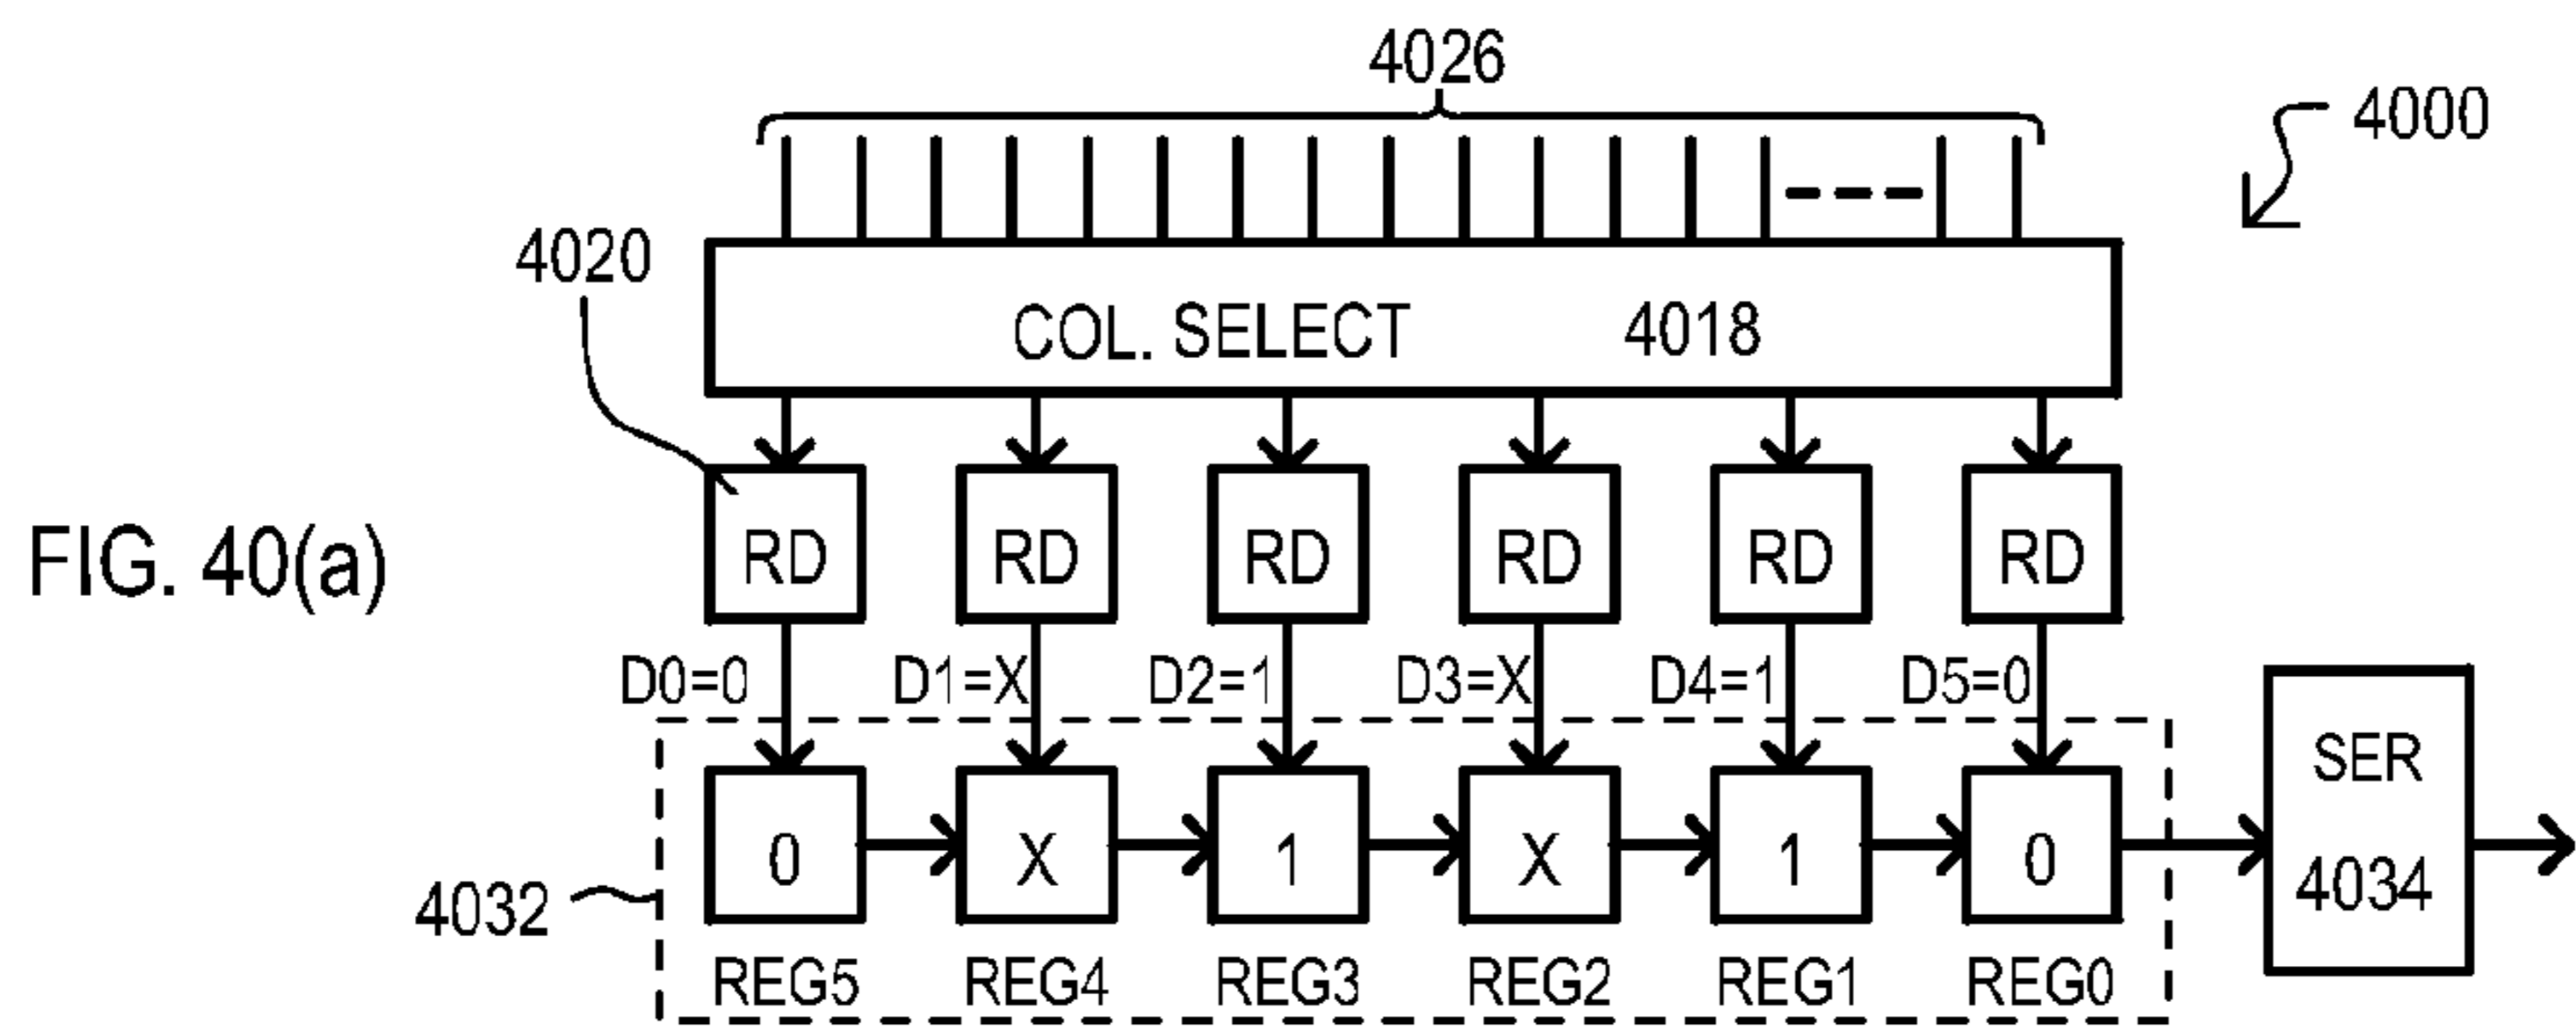 4026
4000
4020
COL. SELECT 4018
FIG. 40(a)
RD RD RD RD RD RD
D0=0 D1=X D2=1 D3=X D4=1 D5=0
SER
4034
0 X 1 X 1 0
4032
REG5 REG4 REG3 REG2 REG1 REG0